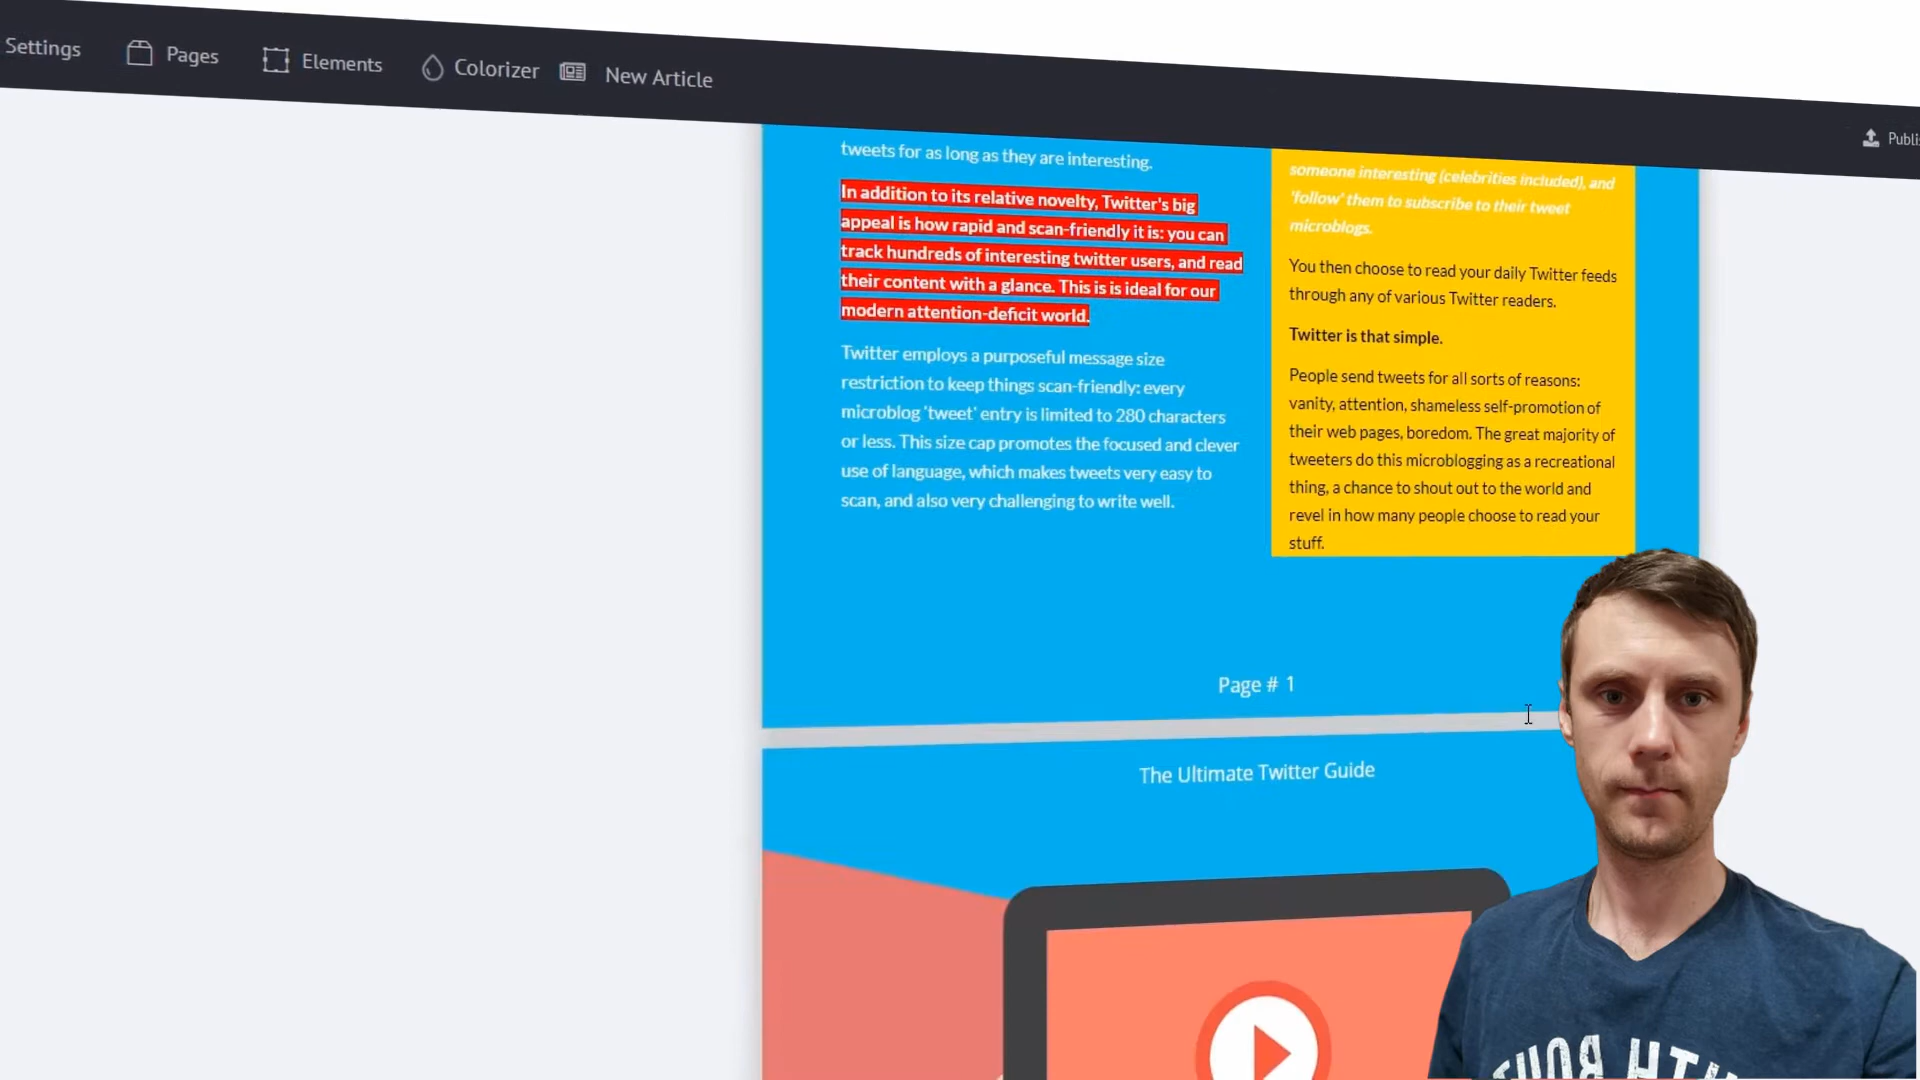 Settings
Pages
Elements
Colorizer
New Article
Publis
tweets for as long as they are interesting.
In addition to its relative novelty, Twitter's big
appeal is how rapid and scan-friendly it is: you can
track hundreds of interesting twitter users, and read
their content with a glance. This is is ideal for our
modern attention-deficit world.
Twitter employs a purposeful message size
restriction to keep things scan-friendly: every
microblog 'tweet' entry is limited to 280 characters
or less. This size cap promotes the focused and clever
use of language, which makes tweets very easy to
scan, and also very challenging to write well.
someone interesting (celebrities included), and
'follow' them to subscribe to their tweet
microblogs.
You then choose to read your daily Twitter feeds
through any of various Twitter readers.
Twitter is that simple.
People send tweets for all sorts of reasons:
vanity, attention, shameless self-promotion of
their web pages, boredom. The great majority of
tweeters do this microblogging as a recreational
thing, a chance to shout out to the world and
revel in how many people choose to read your
stuff.
Page # 1
The Ultimate Twitter Guide